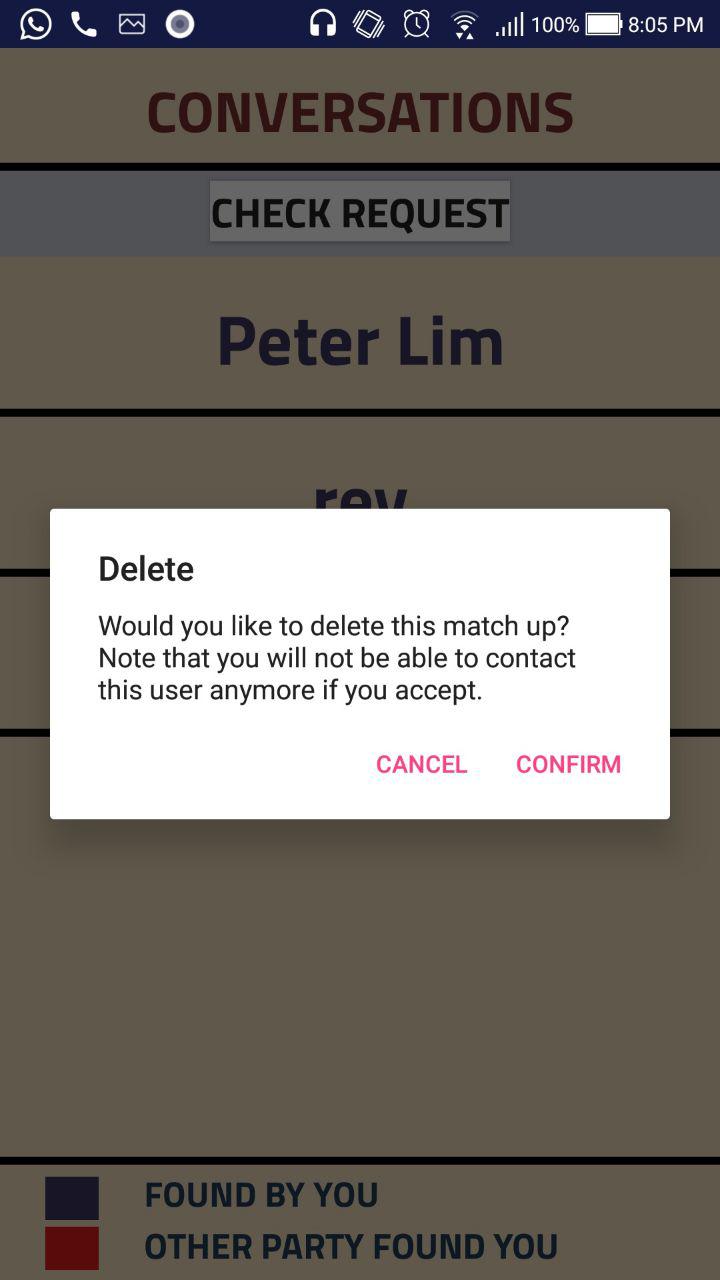 100% 8:05 PM
CONVERSATIONS
CHECK REQUEST
Peter Lim
rev
Delete
Would you like to delete this match up?
Note that you will not be able to contact
this user anymore if you accept.
CANCEL CONFIRM
FOUND BY YOU
OTHER PARTY FOUND YOU